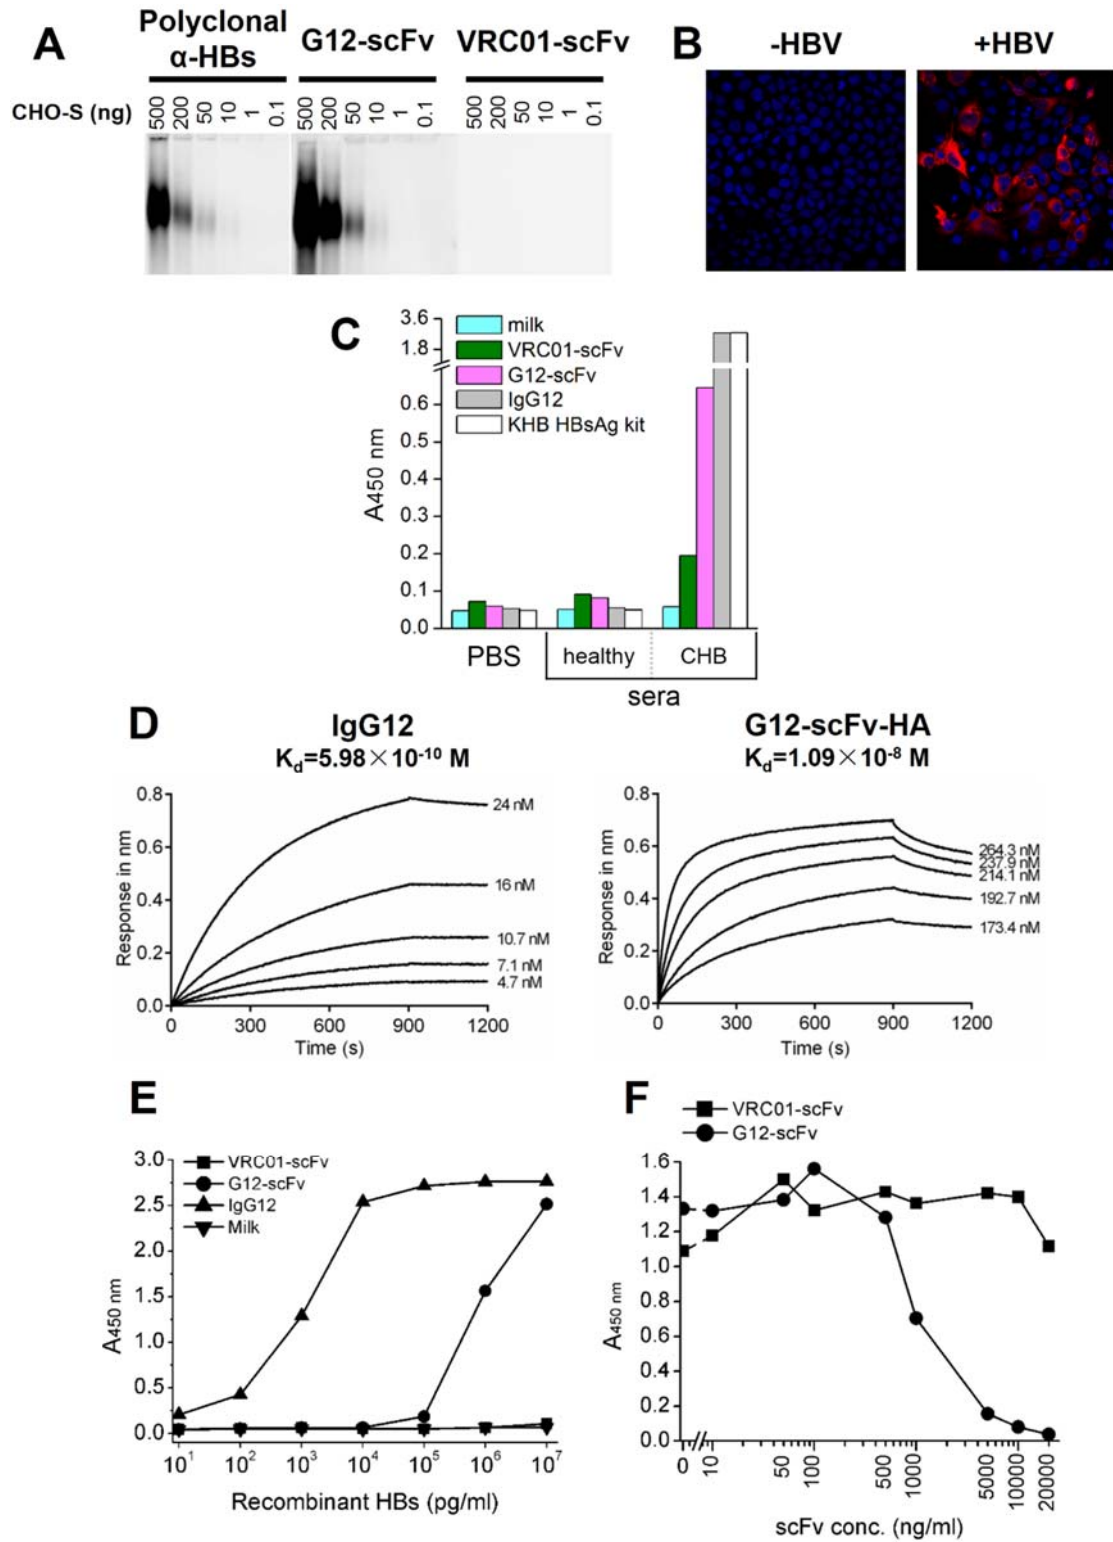 A
Polyclonal
α-HBs
G12-scFv
VRC01-scFv
CHO-S (ng)
500 200 50 10 1 0.1 500 200 50 10 1 0.1 500 200 50 10 1 0.1
B
-HBV
+HBV
C
milk
VRC01-scFv
G12-scFv
IgG12
KHB HBsAg kit
3.6
1.8
0.6
0.5
0.4
0.3
0.2
0.1
0.0
A450 nm
PBS
healthy
CHB
sera
D
IgG12
Kd=5.98×10-10 M
0.8
0.6
0.4
0.2
0.0
Response in nm
24 nM
16 nM
10.7 nM
7.1 nM
4.7 nM
0 300 600 900 1200
Time (s)
G12-scFv-HA
Kd=1.09×10-8 M
0.8
0.6
0.4
0.2
0.0
Response in nm
264.3 nM
237.9 nM
214.1 nM
192.7 nM
173.4 nM
0 300 600 900 1200
Time (s)
E
VRC01-scFv
G12-scFv
IgG12
Milk
3.0
2.5
2.0
1.5
1.0
0.5
0.0
A450 nm
10¹ 10² 10³ 10⁴ 10⁵ 10⁶ 10⁷
Recombinant HBs (pg/ml)
F
VRC01-scFv
G12-scFv
1.6
1.4
1.2
1.0
0.8
0.6
0.4
0.2
0.0
A450 nm
0 10 50 100 500 1000 5000 10000 20000
scFv conc. (ng/ml)